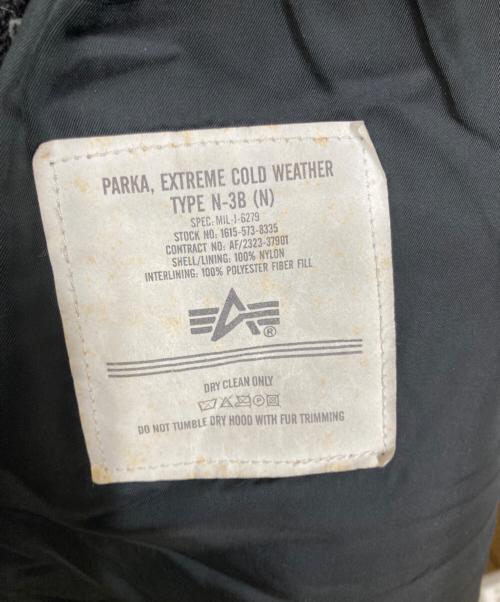 PARKA, EXTREME COLD WEATHER
TYPE N-3B (N)
SPEC: MIL-J-6279
STOCK NO: 1615-573-8335
CONTRACT NO: AF/2323-37901
SHELL/LINING: 100% NYLON
INTERLINING: 100% POLYESTER FIBER FILL
®
DRY CLEAN ONLY
DO NOT TUMBLE DRY HOOD WITH FUR TRIMMING